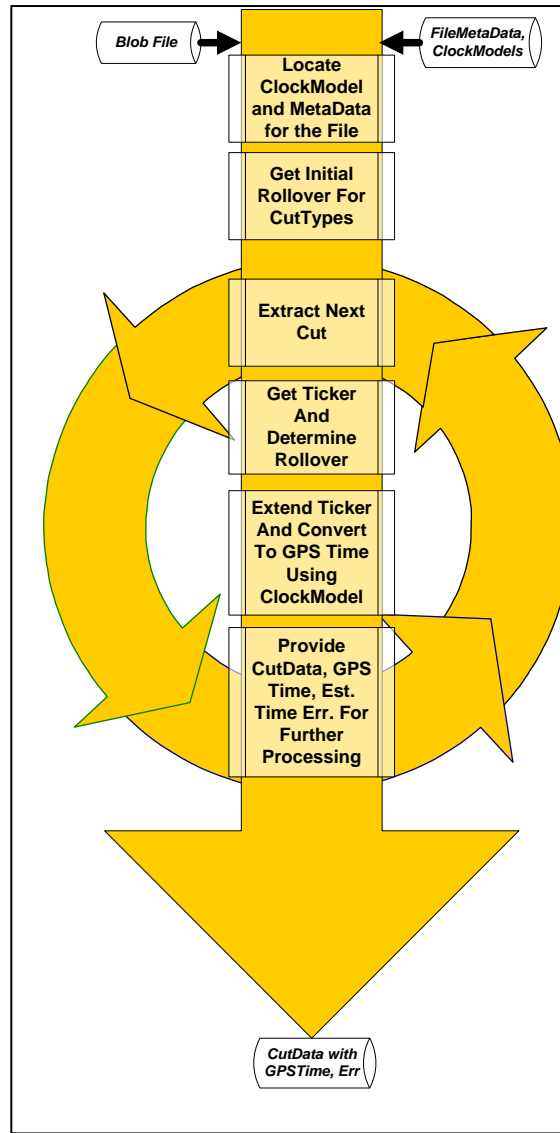 Blob File
FileMetaData,
ClockModels
Locate
ClockModel
and MetaData
for the File
Get Initial
Rollover For
CutTypes
Extract Next
Cut
Get Ticker
And
Determine
Rollover
Extend Ticker
And Convert
To GPS Time
Using
ClockModel
Provide
CutData, GPS
Time, Est.
Time Err. For
Further
Processing
CutData with
GPSTime, Err